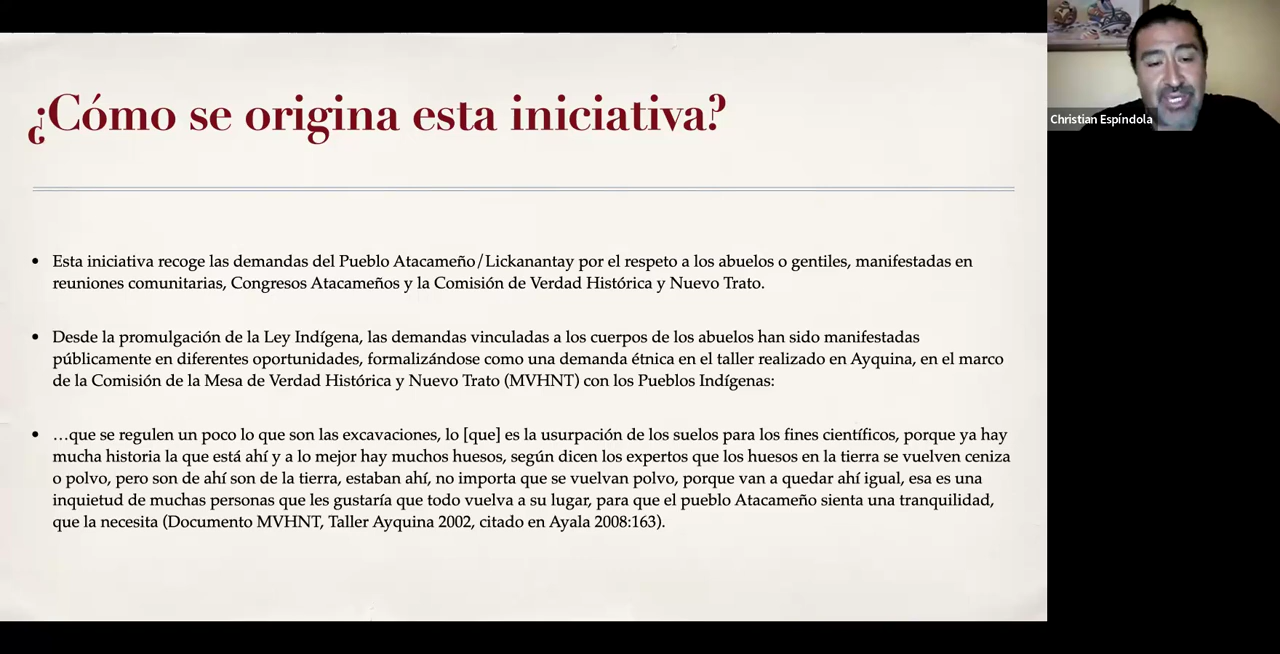 ¿Cómo se origina esta iniciativa?
Christian Espíndola
• Esta iniciativa recoge las demandas del Pueblo Atacameño/Lickanantay por el respeto a los abuelos o gentiles, manifestadas en
reuniones comunitarias, Congresos Atacameños y la Comisión de Verdad Histórica y Nuevo Trato.
• Desde la promulgación de la Ley Indígena, las demandas vinculadas a los cuerpos de los abuelos han sido manifestadas
públicamente en diferentes oportunidades, formalizándose como una demanda étnica en el taller realizado en Ayquina, en el marco
de la Comisión de la Mesa de Verdad Histórica y Nuevo Trato (MVHNT) con los Pueblos Indígenas:
• …que se regulen un poco lo que son las excavaciones, lo [que] es la usurpación de los suelos para los fines científicos, porque ya hay
mucha historia la que está ahí y a lo mejor hay muchos huesos, según dicen los expertos que los huesos en la tierra se vuelven ceniza
o polvo, pero son de ahí son de la tierra, estaban ahí, no importa que se vuelvan polvo, porque van a quedar ahí igual, esa es una
inquietud de muchas personas que les gustaría que todo vuelva a su lugar, para que el pueblo Atacameño sienta una tranquilidad,
que la necesita (Documento MVHNT, Taller Ayquina 2002, citado en Ayala 2008:163).